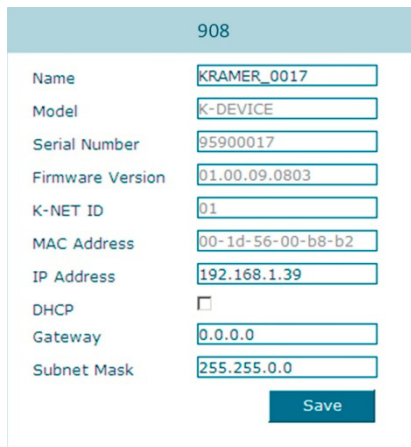 908
Name KRAMER_0017
Model K-DEVICE
Serial Number 95900017
Firmware Version 01.00.09.0803
K-NET ID 01
MAC Address 00-1d-56-00-b8-b2
IP Address 192.168.1.39
DHCP
Gateway 0.0.0.0
Subnet Mask 255.255.0.0
Save